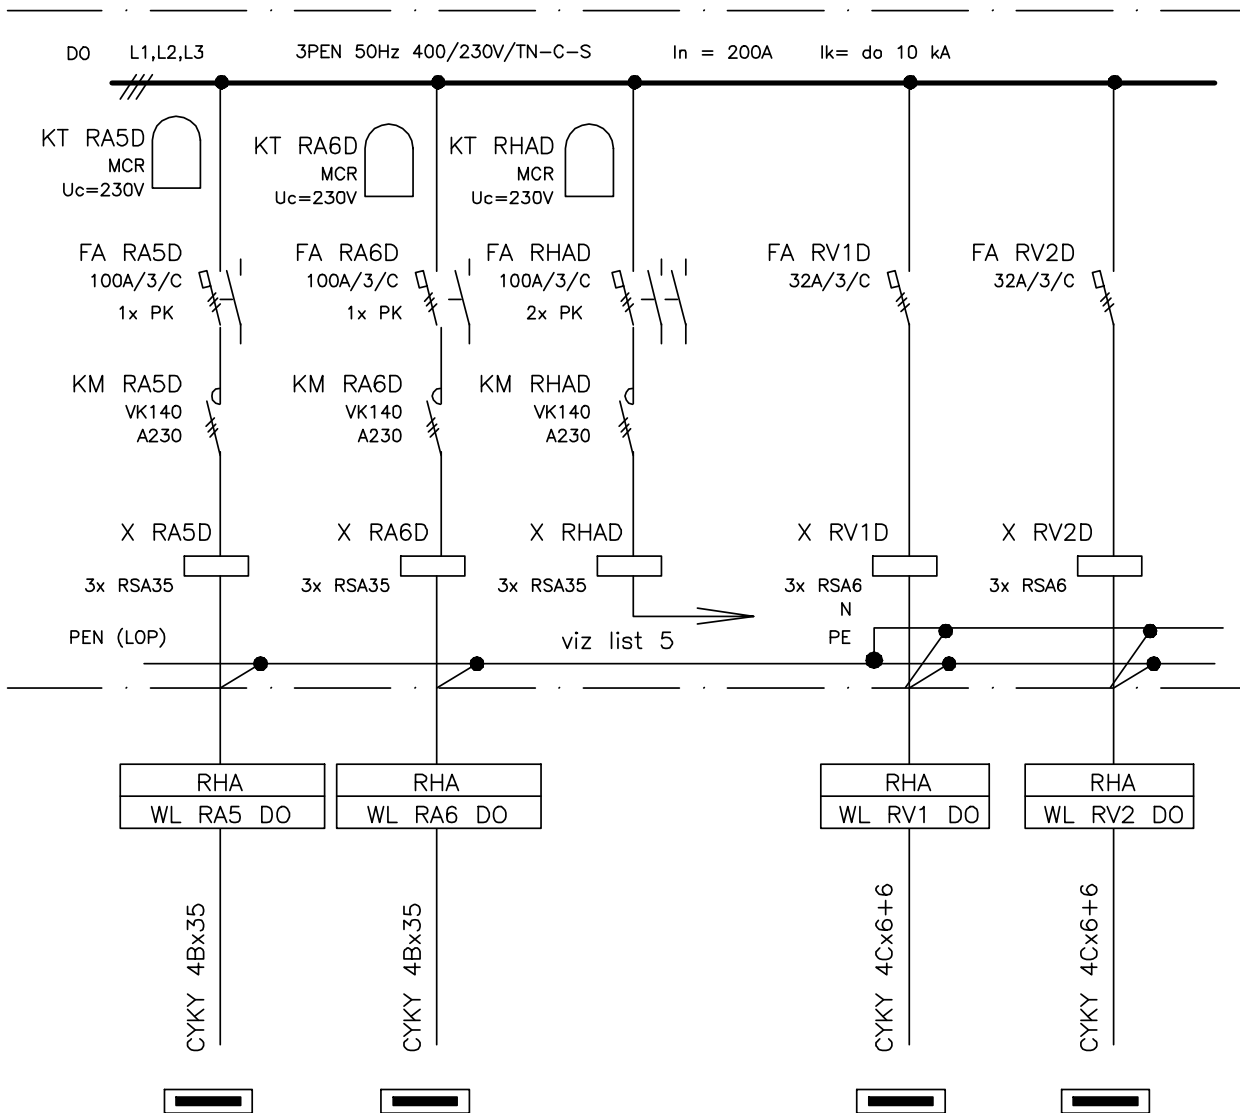 DO L1,L2,L3 3PEN 50Hz 400/230V/TN-C-S In = 200A Ik= do 10 kA
KT RA5D
MCR
Uc=230V
KT RA6D
MCR
Uc=230V
KT RHAD
MCR
Uc=230V
FA RA5D
100A/3/C
1x PK
FA RA6D
100A/3/C
1x PK
FA RHAD
100A/3/C
2x PK
FA RV1D
32A/3/C
FA RV2D
32A/3/C
KM RA5D
VK140
A230
KM RA6D
VK140
A230
KM RHAD
VK140
A230
X RA5D
3x RSA35
X RA6D
3x RSA35
X RHAD
3x RSA35
X RV1D
3x RSA6
X RV2D
3x RSA6
N
PE
PEN (LOP)
viz list 5
RHA
WL RA5 DO
RHA
WL RA6 DO
RHA
WL RV1 DO
RHA
WL RV2 DO
CYKY 4Bx35
CYKY 4Bx35
CYKY 4Cx6+6
CYKY 4Cx6+6